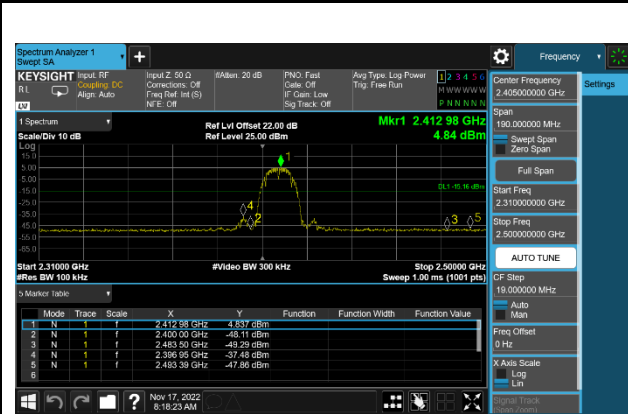 Spectrum Analyzer 1
Swept SA
+
Frequency
KEYSIGHT
R L
Input: RF
Coupling: DC
Align: Auto
Input Z: 50 Ω
Corrections: Off
Freq Ref: Int (S)
NFE: Off
#Atten: 20 dB
PNO: Fast
Gate: Off
IF Gain: Low
Sig Track: Off
Avg Type: Log-Power
Trig: Free Run
1 2 3 4 5 6
M W W W W W
P N N N N N
1 Spectrum
Scale/Div 10 dB
Ref Lvl Offset 22.00 dB
Ref Level 25.00 dBm
Mkr1 2.412 98 GHz
4.84 dBm
Log
15.0
5.00
-5.00
-15.0
-25.0
-35.0
-45.0
-55.0
-65.0
1
4
2
3
5
DL1 -15.16 dBm
Start 2.31000 GHz
#Video BW 300 kHz
Stop 2.50000 GHz
#Res BW 100 kHz
Sweep 1.00 ms (1001 pts)
5 Marker Table
Mode Trace Scale X Y Function Function Width Function Value
1 N 1 f 2.412 98 GHz 4.837 dBm
2 N 1 f 2.400 00 GHz -48.11 dBm
3 N 1 f 2.483 50 GHz -49.29 dBm
4 N 1 f 2.396 95 GHz -37.48 dBm
5 N 1 f 2.493 39 GHz -47.86 dBm
6
Center Frequency
2.405000000 GHz
Settings
Span
190.000000 MHz
Swept Span
Zero Span
Full Span
Start Freq
2.310000000 GHz
Stop Freq
2.500000000 GHz
AUTO TUNE
CF Step
19.000000 MHz
Auto
Man
Freq Offset
0 Hz
X Axis Scale
Log
Lin
Signal Track
(Span Zoom)
?
Nov 17, 2022
8:18:23 AM